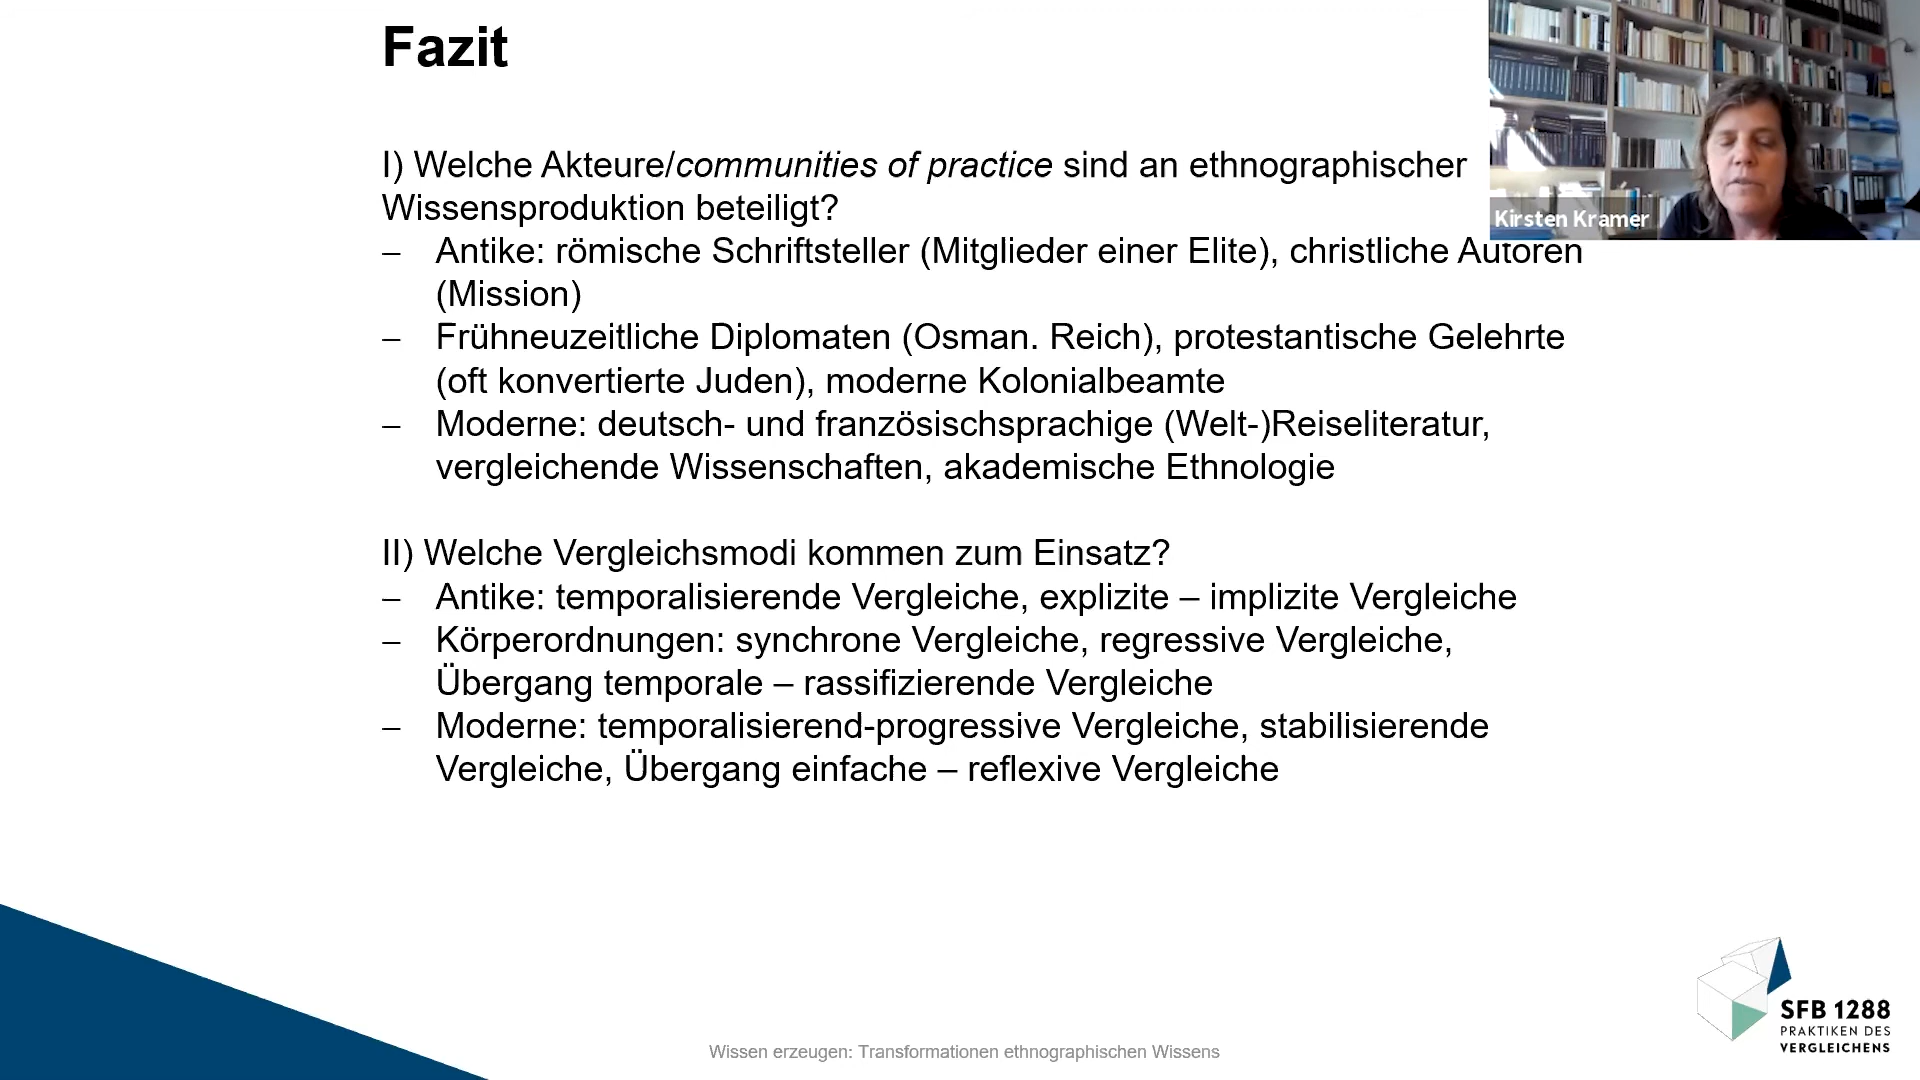 Fazit
I) Welche Akteure/communities of practice sind an ethnographischer
Wissensproduktion beteiligt?
– Antike: römische Schriftsteller (Mitglieder einer Elite), christliche Autoren
(Mission)
– Frühneuzeitliche Diplomaten (Osman. Reich), protestantische Gelehrte
(oft konvertierte Juden), moderne Kolonialbeamte
– Moderne: deutsch- und französischsprachige (Welt-)Reiseliteratur,
vergleichende Wissenschaften, akademische Ethnologie
II) Welche Vergleichsmodi kommen zum Einsatz?
– Antike: temporalisierende Vergleiche, explizite – implizite Vergleiche
– Körperordnungen: synchrone Vergleiche, regressive Vergleiche,
Übergang temporale – rassifizierende Vergleiche
– Moderne: temporalisierend-progressive Vergleiche, stabilisierende
Vergleiche, Übergang einfache – reflexive Vergleiche
Kirsten Kramer
Wissen erzeugen: Transformationen ethnographischen Wissens
SFB 1288
PRAKTIKEN DES
VERGLEICHENS